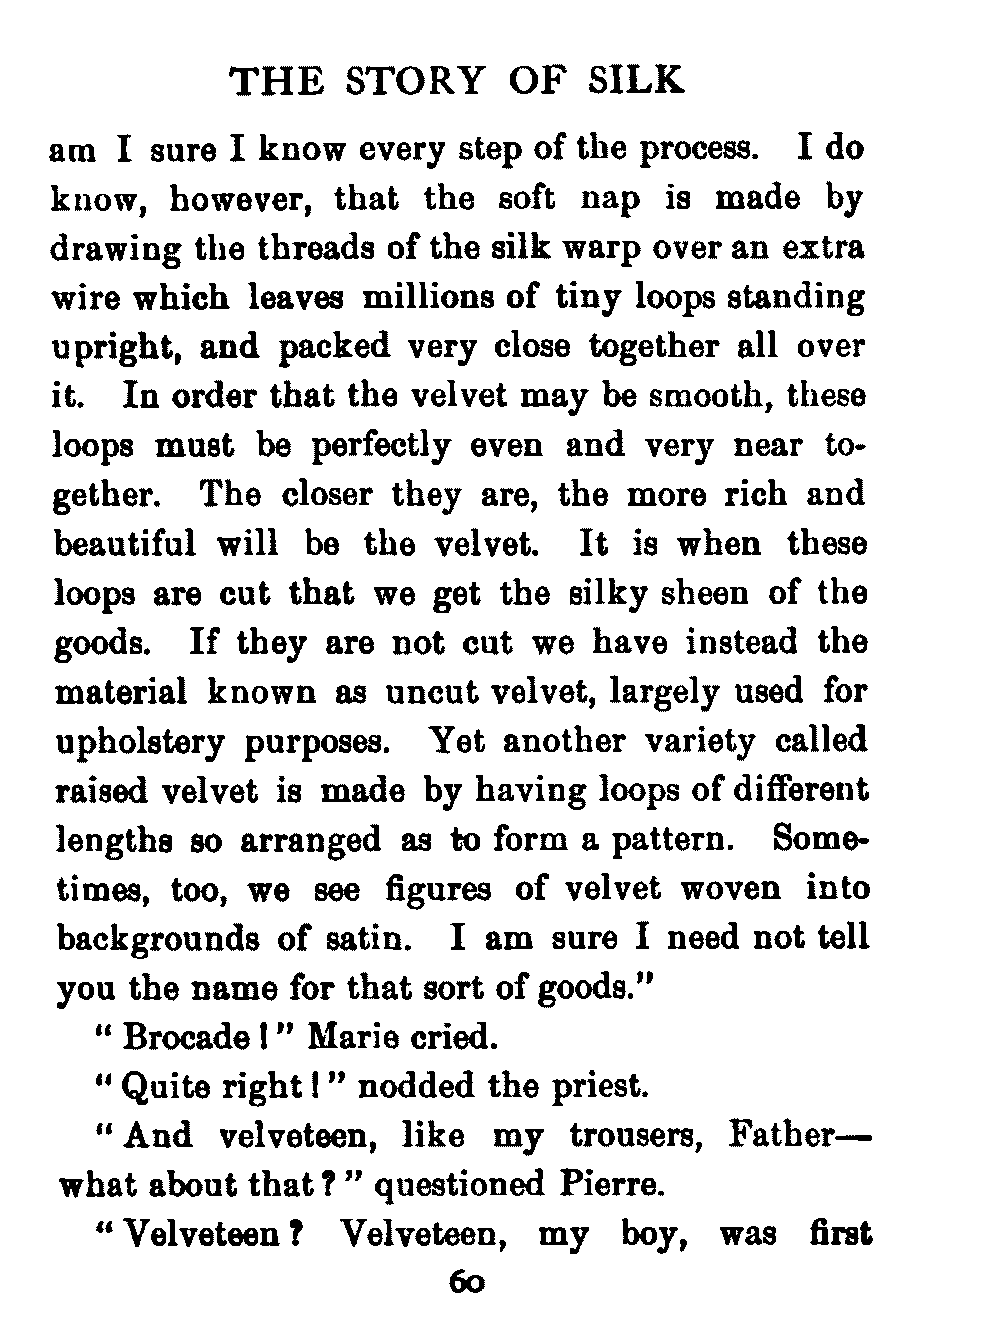 THE STORY OF SILK
am I sure I know every step of the process. I do
know, however, that the soft nap is made by
drawing the threads of the silk warp over an extra
wire which leaves millions of tiny loops standing
upright, and packed very close together all over
it. In order that the velvet may be smooth, these
loops must be perfectly even and very near to-
gether. The closer they are, the more rich and
beautiful will be the velvet. It is when these
loops are cut that we get the silky sheen of the
goods. If they are not cut we have instead the
material known as uncut velvet, largely used for
upholstery purposes. Yet another variety called
raised velvet is made by having loops of different
lengths so arranged as to form a pattern. Some-
times, too, we see figures of velvet woven into
backgrounds of satin. I am sure I need not tell
you the name for that sort of goods."
"Brocade!" Marie cried.
"Quite right!" nodded the priest.
"And velveteen, like my trousers, Father—
what about that?" questioned Pierre.
"Velveteen? Velveteen, my boy, was first
60